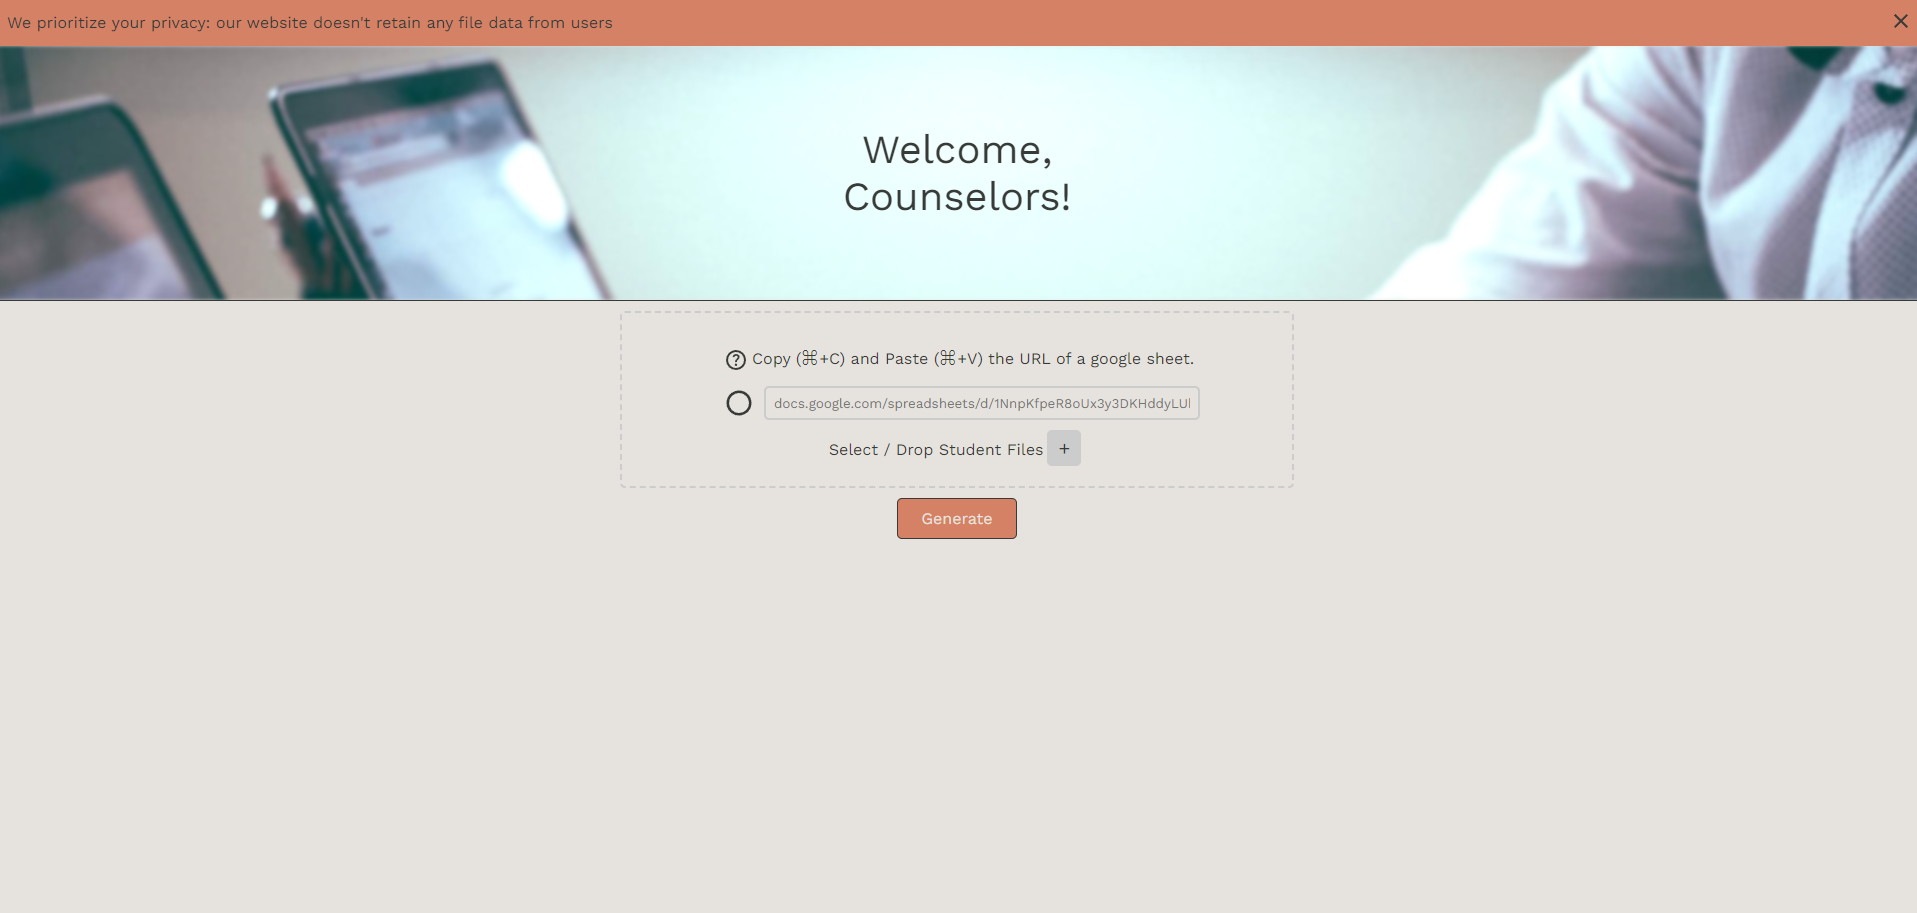 We prioritize your privacy: our website doesn't retain any file data from users
Welcome,
Counselors!
Copy (⌘+C) and Paste (⌘+V) the URL of a google sheet.
docs.google.com/spreadsheets/d/1NnpKfpeR8oUx3y3DKHddyLU
Select / Drop Student Files +
Generate